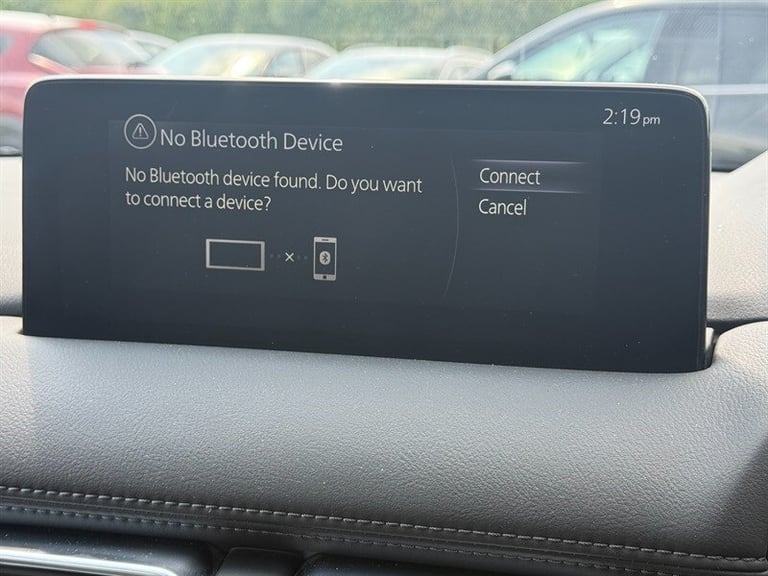 2:19pm
No Bluetooth Device
No Bluetooth device found. Do you want
to connect a device?
Connect
Cancel